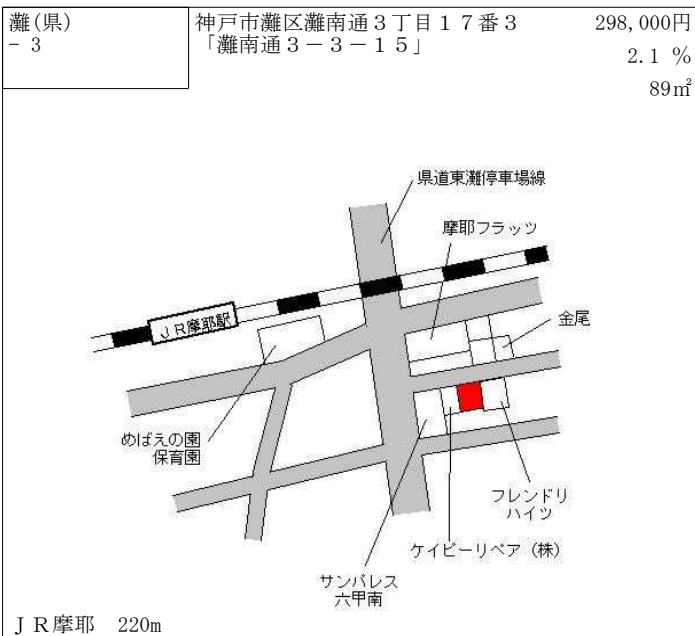 灘(県)
- 3
神戸市灘区灘南通３丁目１７番３
「灘南通３－３－１５」
298,000円
2.1 %
89㎡
県道東灘停車場線
摩耶フラッツ
ＪＲ摩耶駅
金尾
めばえの園
保育園
フレンドリ
ハイツ
ケイビーリペア（株）
サンパレス
六甲南
ＪＲ摩耶　220m